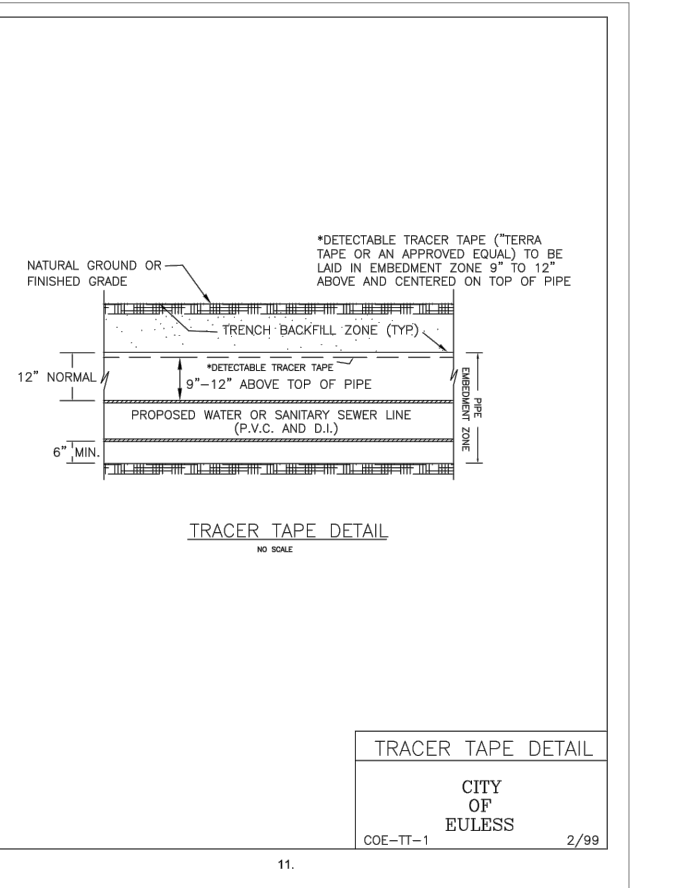 *DETECTABLE TRACER TAPE ("TERRA
TAPE OR AN APPROVED EQUAL) TO BE
LAID IN EMBEDMENT ZONE 9" TO 12"
ABOVE AND CENTERED ON TOP OF PIPE
NATURAL GROUND OR
FINISHED GRADE
TRENCH BACKFILL ZONE (TYP.)
*DETECTABLE TRACER TAPE
12" NORMAL
9"-12" ABOVE TOP OF PIPE
PIPE
EMBEDMENT ZONE
PROPOSED WATER OR SANITARY SEWER LINE
(P.V.C. AND D.I.)
6" MIN.
TRACER TAPE DETAIL
NO SCALE
TRACER TAPE DETAIL
CITY
OF
EULESS
COE-TT-1 2/99
11.